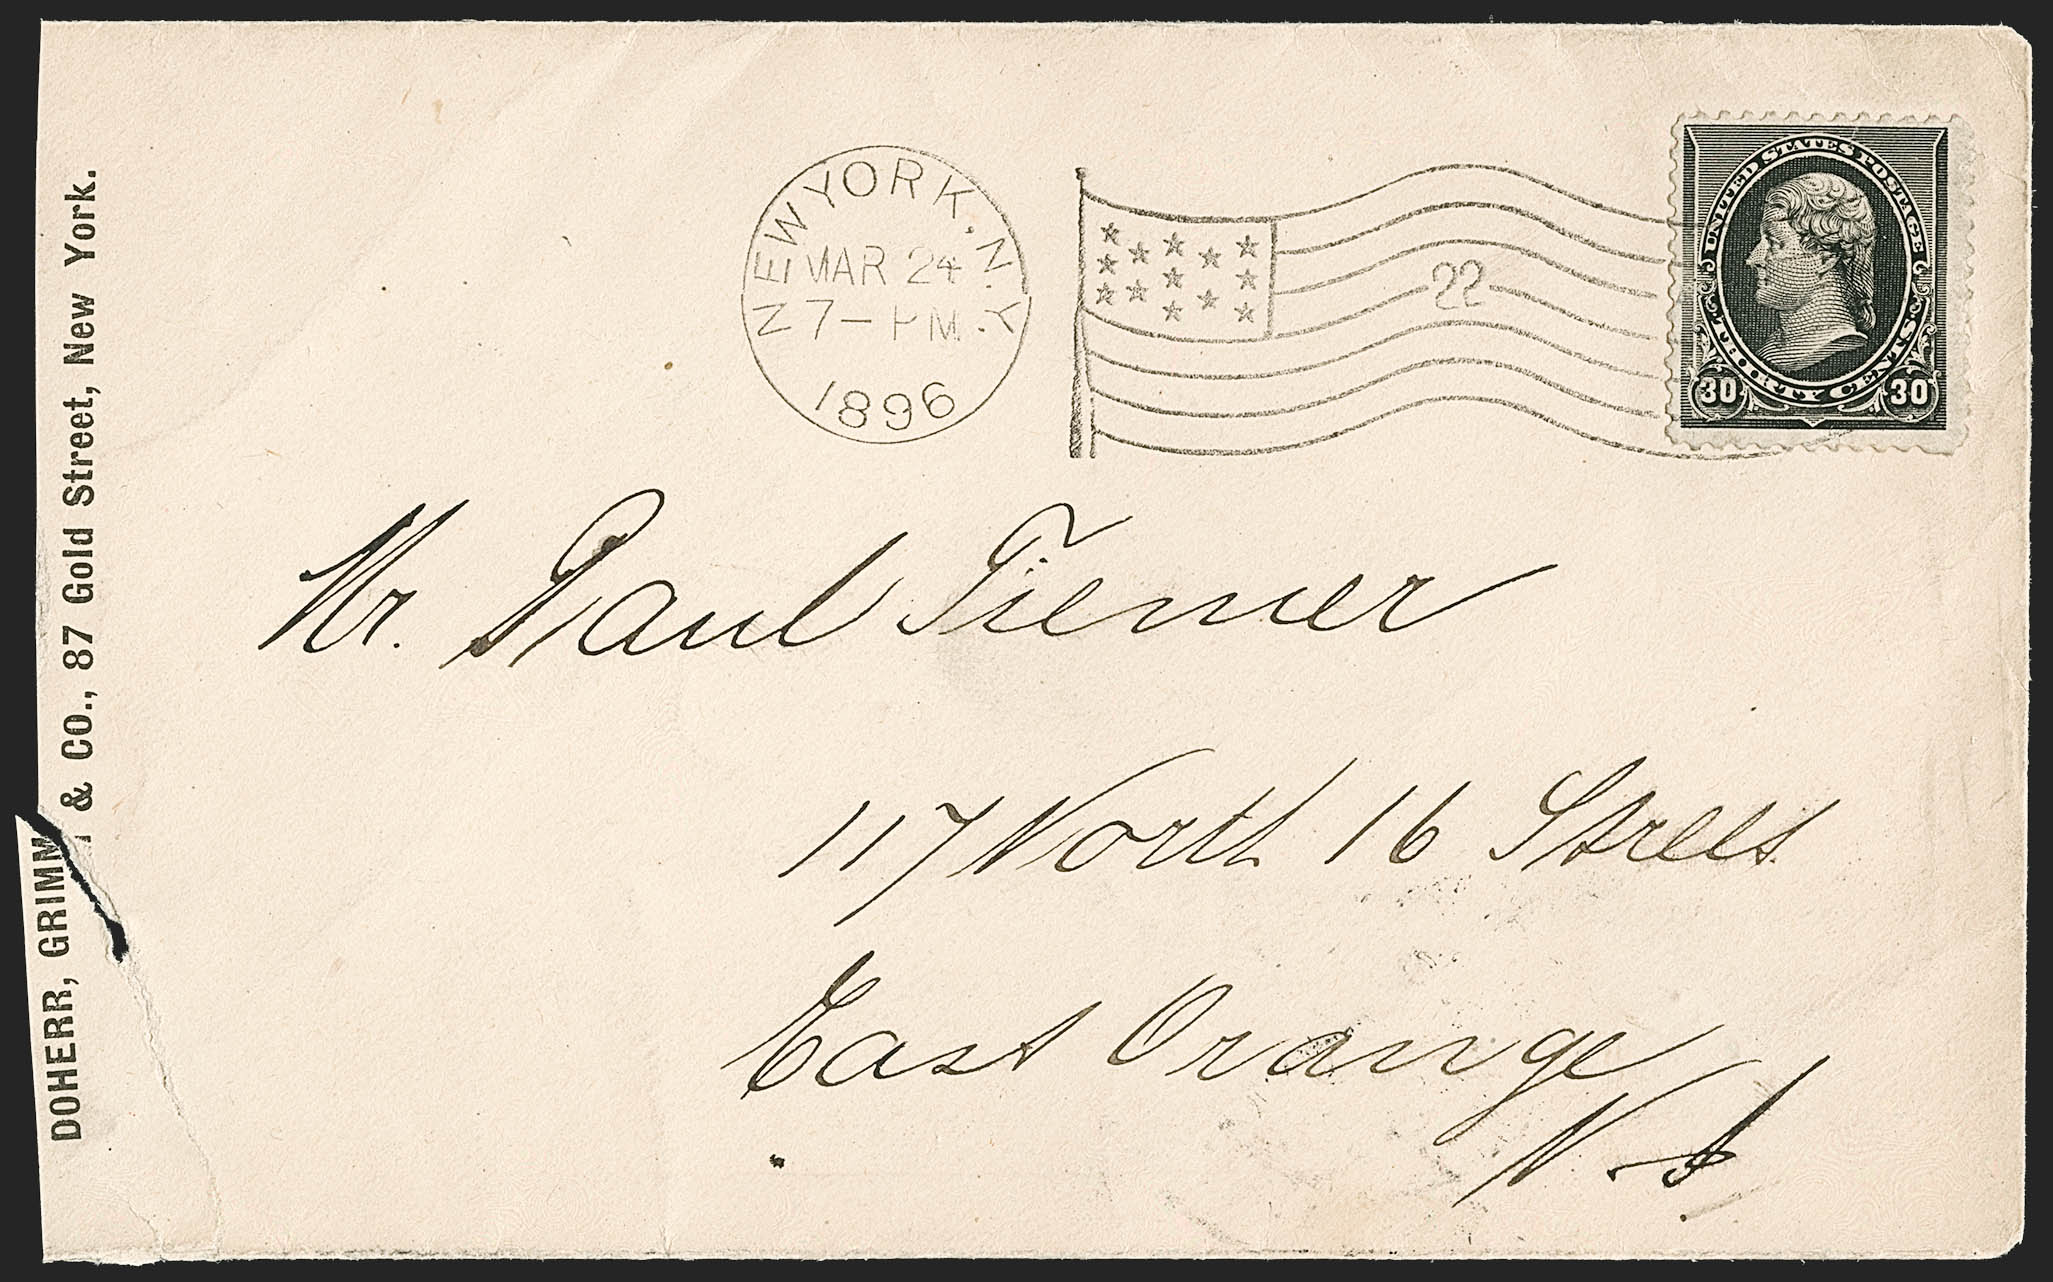 DOHERR, GRIMM & CO., 87 Gold Street, New York.
NEW YORK, N.Y.
MAR 24
7 - PM
1896
22
UNITED STATES POSTAGE
THIRTY CENTS
30 30
Mr. Paul Tiemer
117 North 16 Street
East Orange
N. J